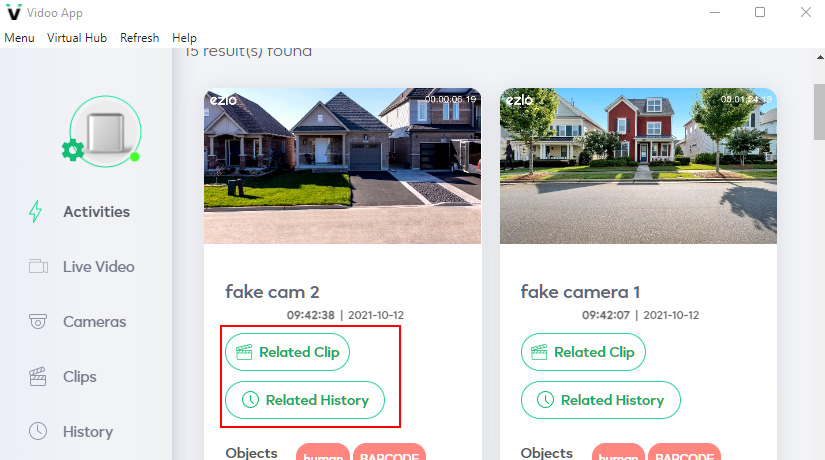 Vidoo App
Menu Virtual Hub Refresh Help
15 result(s) found
ezlo 00:00:05.19
ezlo 00:01:24.19
Activities
Live Video
Cameras
Clips
History
fake cam 2
09:42:38 | 2021-10-12
Related Clip
Related History
Objects human BARCODE
fake camera 1
09:42:07 | 2021-10-12
Related Clip
Related History
Objects human BARCODE